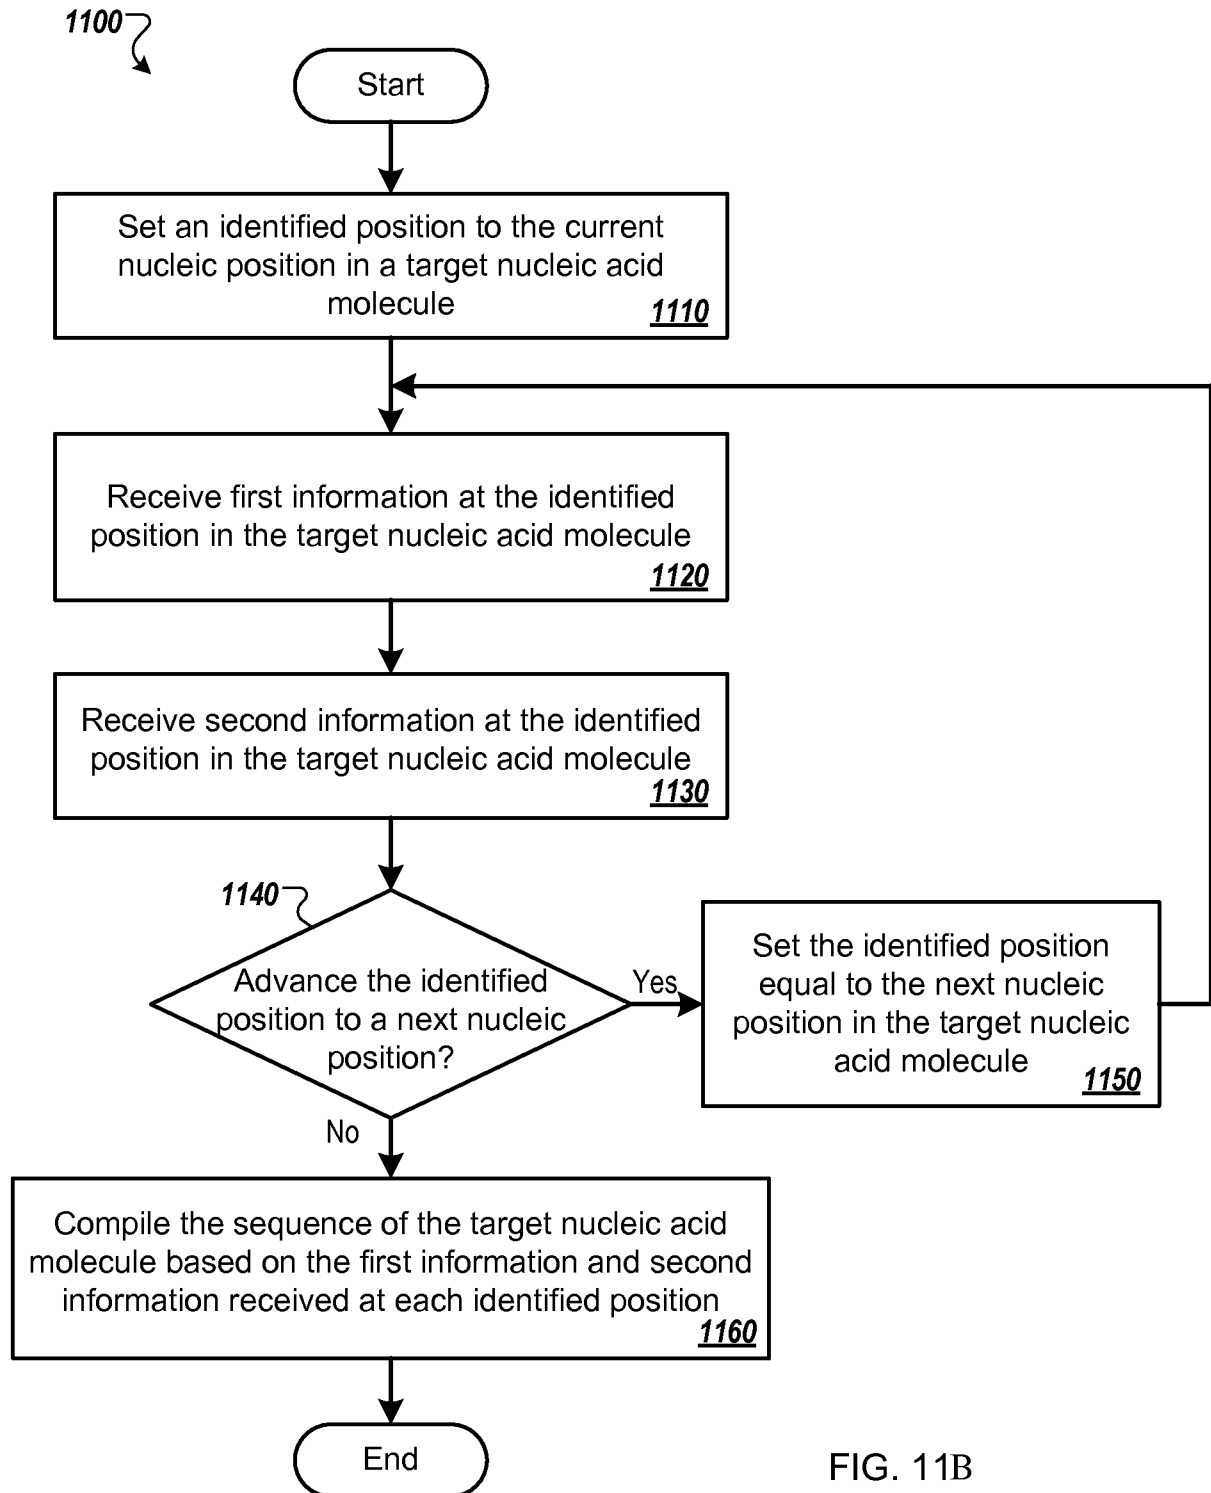 1100
Start
Set an identified position to the current
nucleic position in a target nucleic acid
molecule
1110
Receive first information at the identified
position in the target nucleic acid molecule
1120
Receive second information at the identified
position in the target nucleic acid molecule
1130
1140
Advance the identified
position to a next nucleic
position?
Yes
Set the identified position
equal to the next nucleic
position in the target nucleic
acid molecule
1150
No
Compile the sequence of the target nucleic acid
molecule based on the first information and second
information received at each identified position
1160
End
FIG. 11B